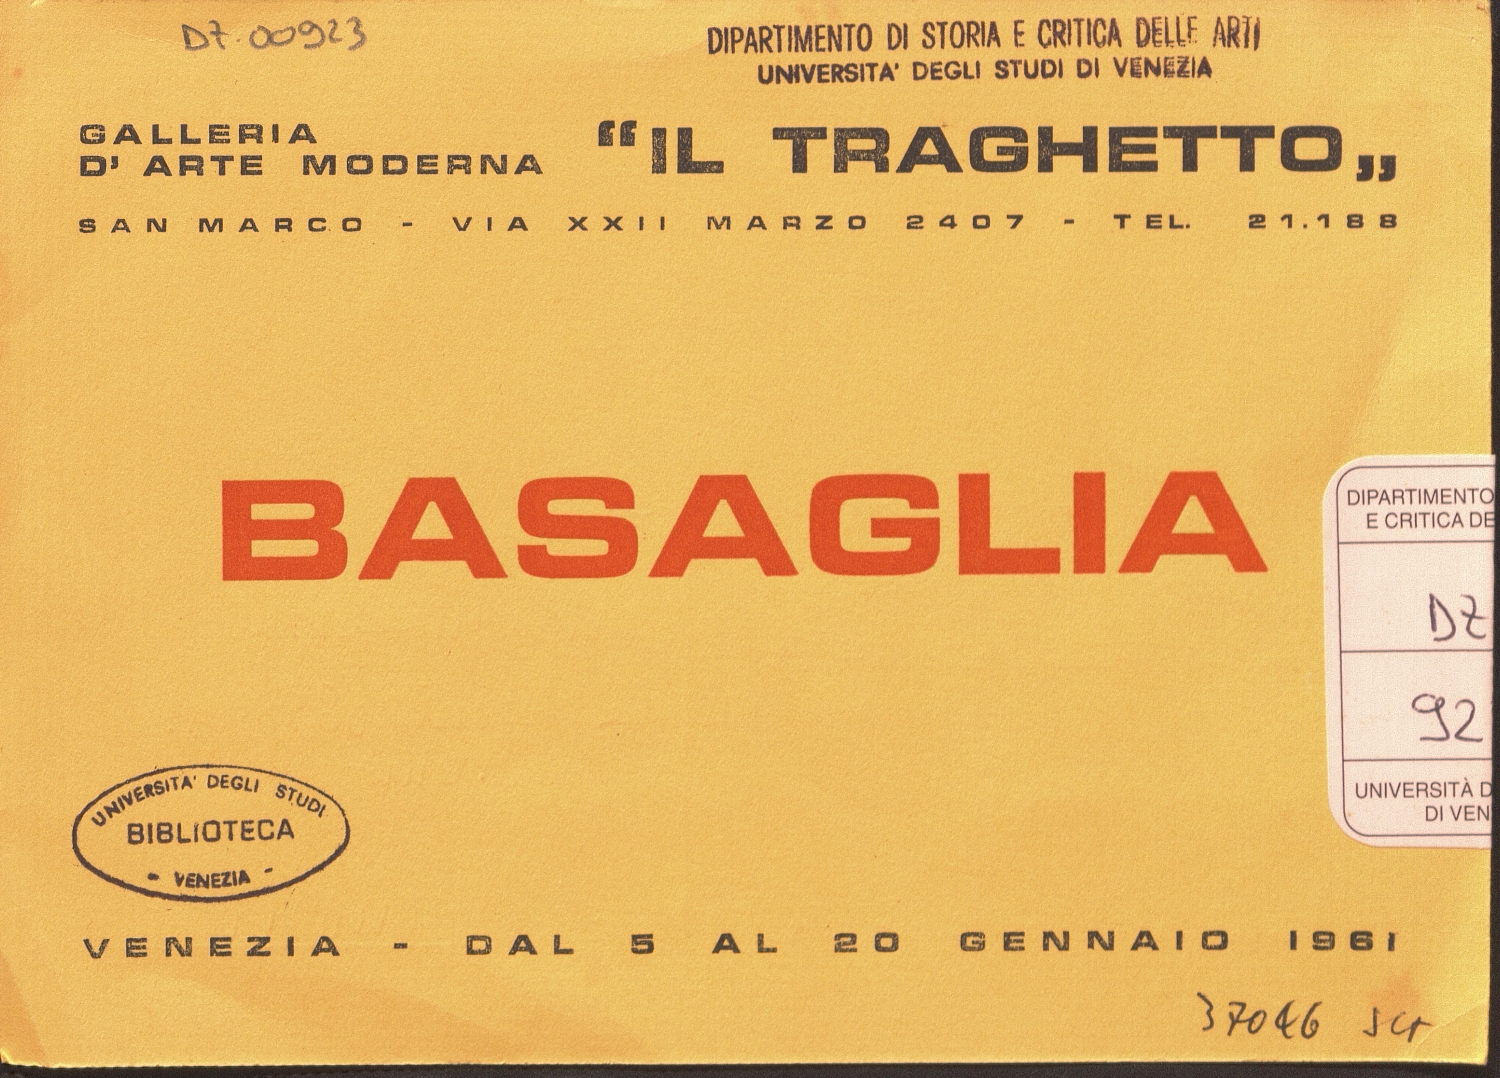 DZ.00923
DIPARTIMENTO DI STORIA E CRITICA DELLE ARTI
UNIVERSITA' DEGLI STUDI DI VENEZIA
GALLERIA
D' ARTE MODERNA
“IL TRAGHETTO„
SAN MARCO - VIA XXII MARZO 2407 - TEL. 21.188
BASAGLIA
DIPARTIMENTO
E CRITICA DE
DZ
92
UNIVERSITÀ D
DI VEN
UNIVERSITA' DEGLI STUDI
BIBLIOTECA
- VENEZIA -
VENEZIA - DAL 5 AL 20 GENNAIO 1961
37046